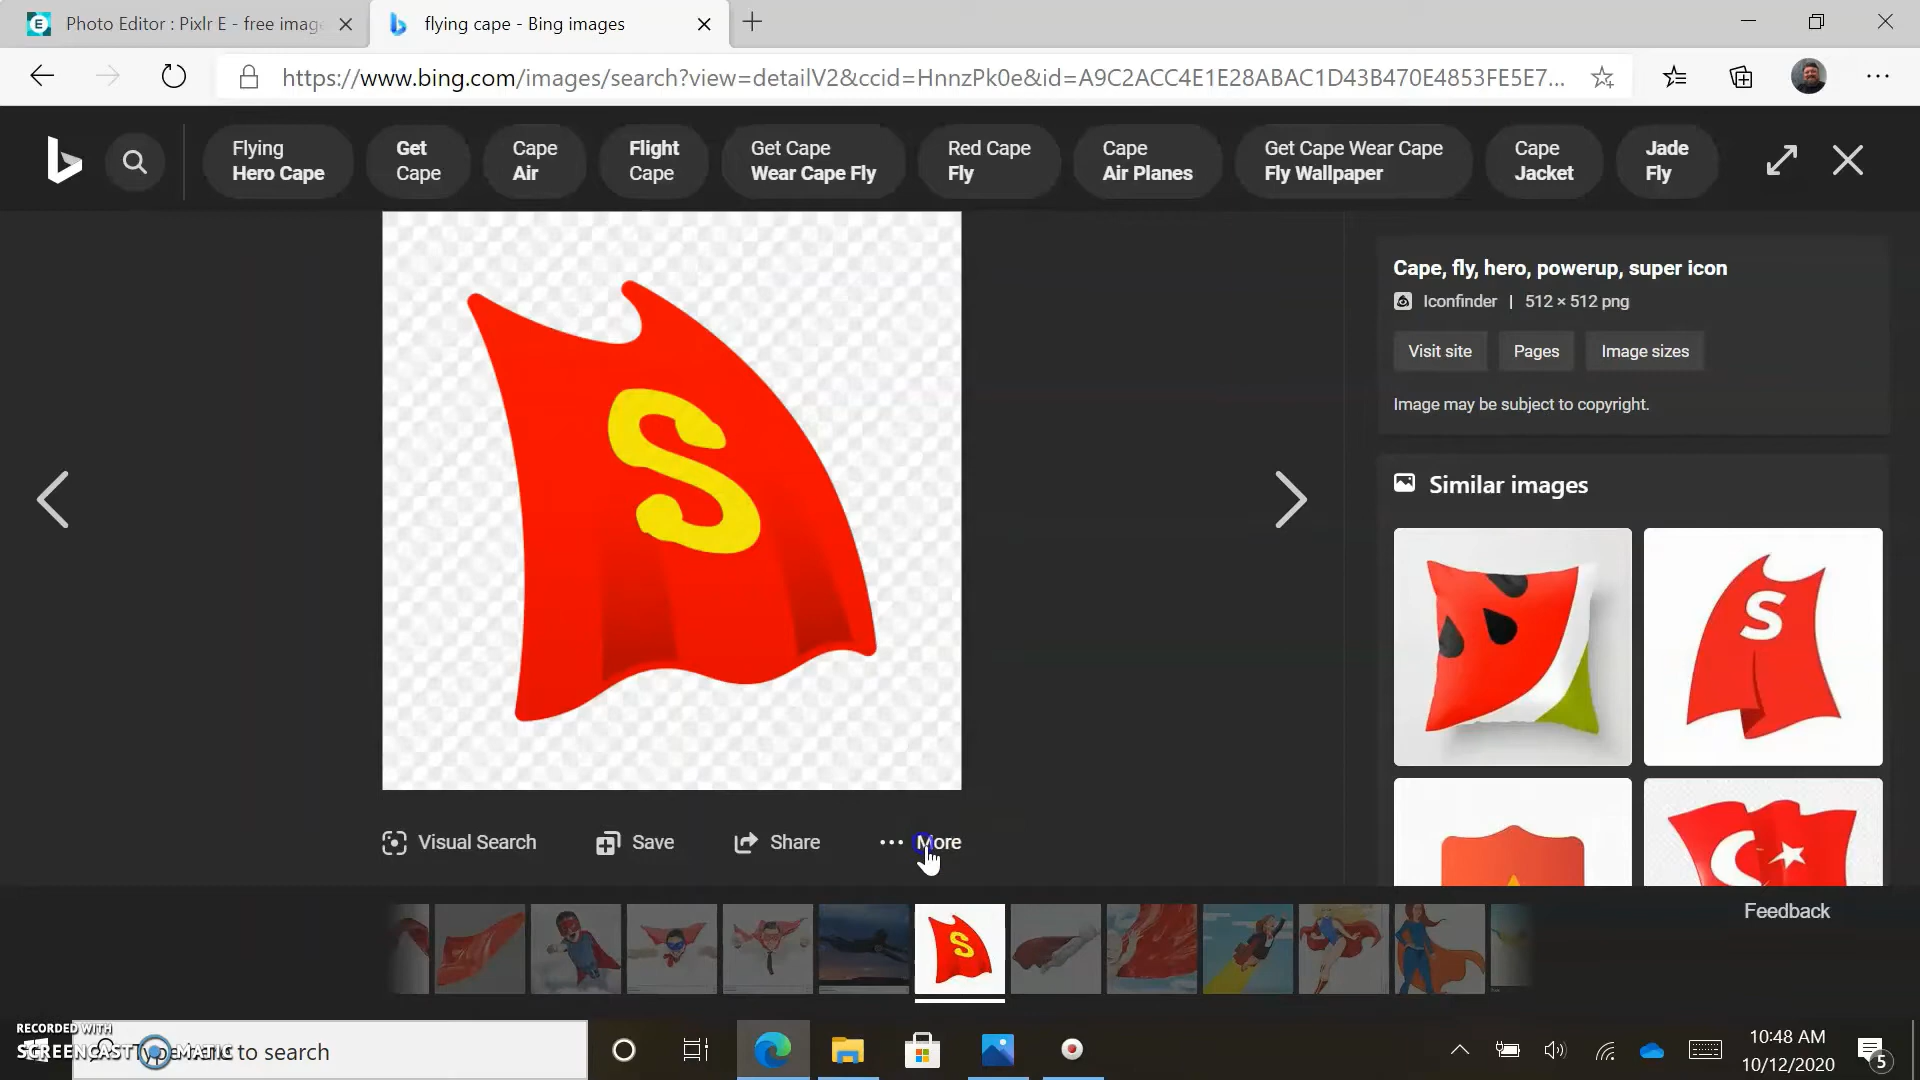 Photo Editor : Pixlr E - free imag
flying cape - Bing images
https://www.bing.com/images/search?view=detailV2&ccid=HnnzPk0e&id=A9C2ACC4E1E28ABAC1D43B470E4853FE5E7...
Flying Hero Cape
Get Cape
Cape Air
Flight Cape
Get Cape Wear Cape Fly
Red Cape Fly
Cape Air Planes
Get Cape Wear Cape Fly Wallpaper
Cape Jacket
Jade Fly
S
Cape, fly, hero, powerup, super icon
Iconfinder | 512 × 512 png
Visit site
Pages
Image sizes
Image may be subject to copyright.
Similar images
S
Visual Search
Save
Share
More
Feedback
S
RECORDED WITH
SCREENCAST MATIC
Type here to search
10:48 AM
10/12/2020
5